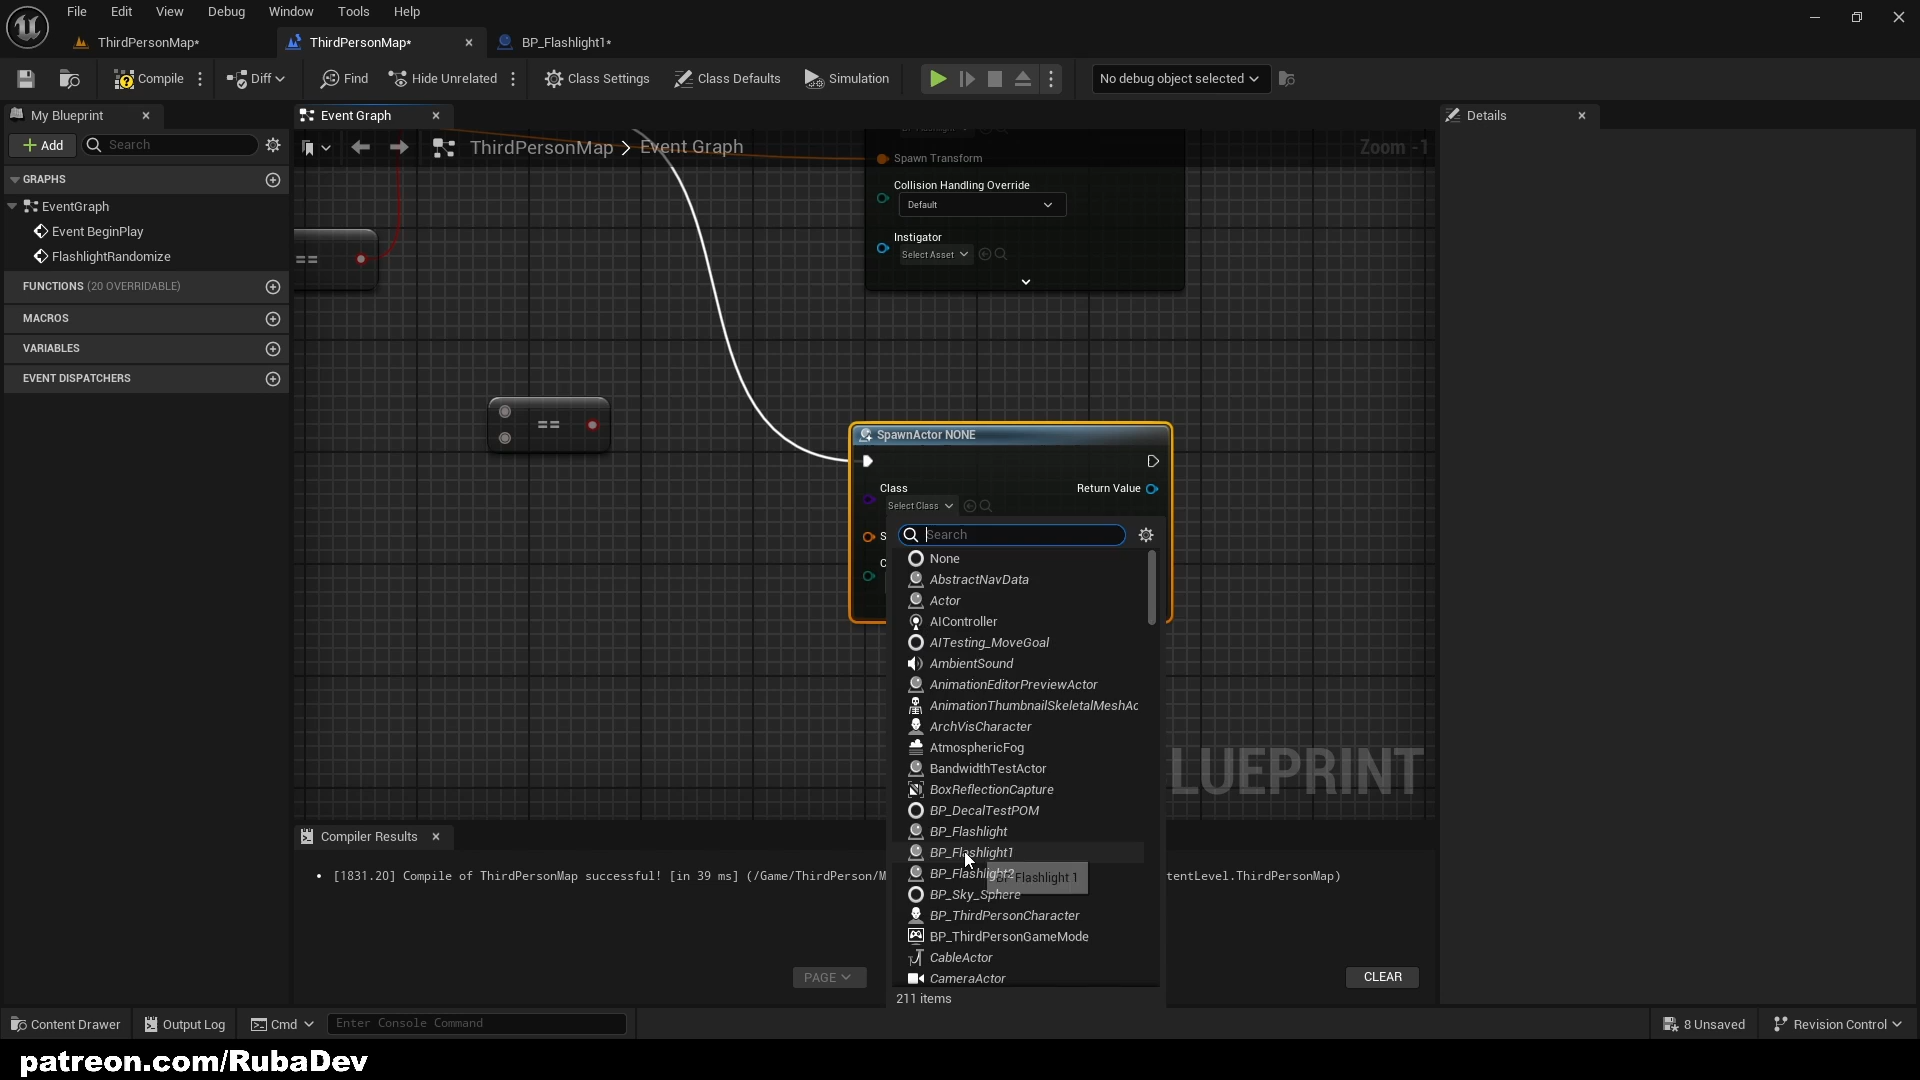 File Edit View Debug Window Tools Help
ThirdPersonMap*
ThirdPersonMap*
BP_Flashlight1*
Compile
Diff
Find
Hide Unrelated
Class Settings
Class Defaults
Simulation
No debug object selected
My Blueprint
Event Graph
Details
Add
Search
ThirdPersonMap > Event Graph
Zoom -1
Spawn Transform
GRAPHS
Collision Handling Override
Default
EventGraph
Event BeginPlay
Instigator
Select Asset
FlashlightRandomize
==
FUNCTIONS (20 OVERRIDABLE)
MACROS
VARIABLES
EVENT DISPATCHERS
==
SpawnActor NONE
Class
Return Value
Select Class
Search
S
C
None
AbstractNavData
Actor
AIController
AITesting_MoveGoal
AmbientSound
AnimationEditorPreviewActor
AnimationThumbnailSkeletalMeshAc
ArchVisCharacter
AtmosphericFog
BandwidthTestActor
BoxReflectionCapture
BP_DecalTestPOM
BP_Flashlight
BP_Flashlight1
BP_Flashlight2
BP_Sky_Sphere
BP_ThirdPersonCharacter
BP_ThirdPersonGameMode
CableActor
CameraActor
211 items
Flashlight 1
LUEPRINT
Compiler Results
[1831.20] Compile of ThirdPersonMap successful! [in 39 ms] (/Game/ThirdPerson/M
tentLevel.ThirdPersonMap)
PAGE
CLEAR
Content Drawer
Output Log
Cmd
Enter Console Command
8 Unsaved
Revision Control
patreon.com/RubaDev